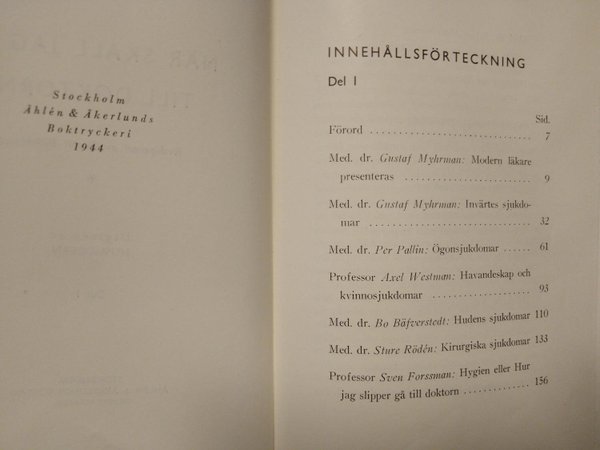 Stockholm
Åhlén & Åkerlunds
Boktryckeri
1944
INNEHÅLLSFÖRTECKNING
Del I
Sid.
Förord .................... 7
Med. dr. Gustaf Myhrman: Modern läkare
presenteras .................... 9
Med. dr. Gustaf Myhrman: Invärtes sjukdo-
mar .................... 32
Med. dr. Per Pallin: Ögonsjukdomar ...... 61
Professor Axel Westman: Havandeskap och
kvinnosjukdomar .................... 93
Med. dr. Bo Bäfverstedt: Hudens sjukdomar 110
Med. dr. Sture Rödén: Kirurgiska sjukdomar 133
Professor Sven Forssman: Hygien eller Hur
jag slipper gå till doktorn ............ 156